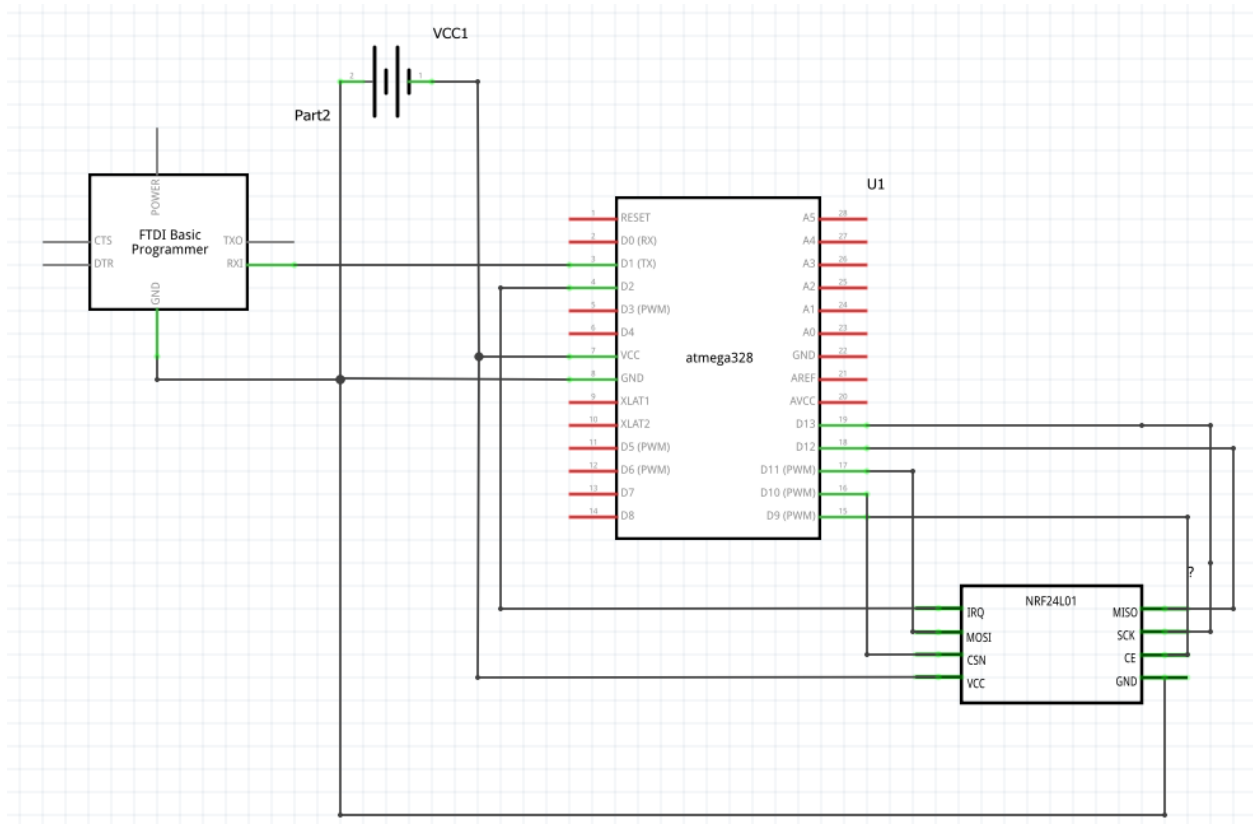 VCC1
2
1
Part2
POWER
FTDI Basic
Programmer
CTS
DTR
TXO
RXI
GND
U1
atmega328
1 RESET
2 D0 (RX)
3 D1 (TX)
4 D2
5 D3 (PWM)
6 D4
7 VCC
8 GND
9 XLAT1
10 XLAT2
11 D5 (PWM)
12 D6 (PWM)
13 D7
14 D8
A5 28
A4 27
A3 26
A2 25
A1 24
A0 23
GND 22
AREF 21
AVCC 20
D13 19
D12 18
D11 (PWM) 17
D10 (PWM) 16
D9 (PWM) 15
?
NRF24L01
IRQ
MOSI
CSN
VCC
MISO
SCK
CE
GND